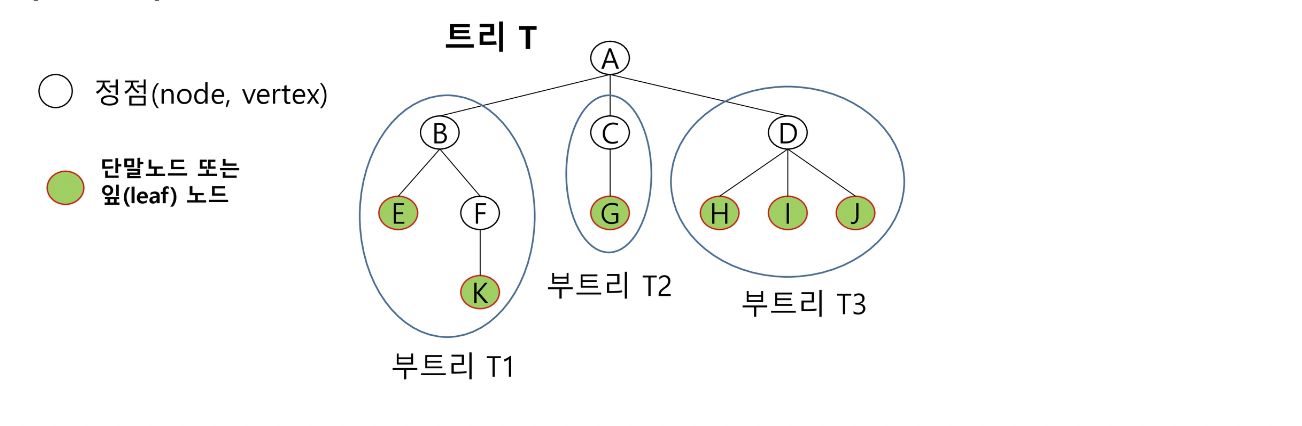 트리 T
A
정점(node, vertex)
B
C
D
단말노드 또는
잎(leaf) 노드
E
F
G
H
I
J
K
부트리 T2
부트리 T3
부트리 T1